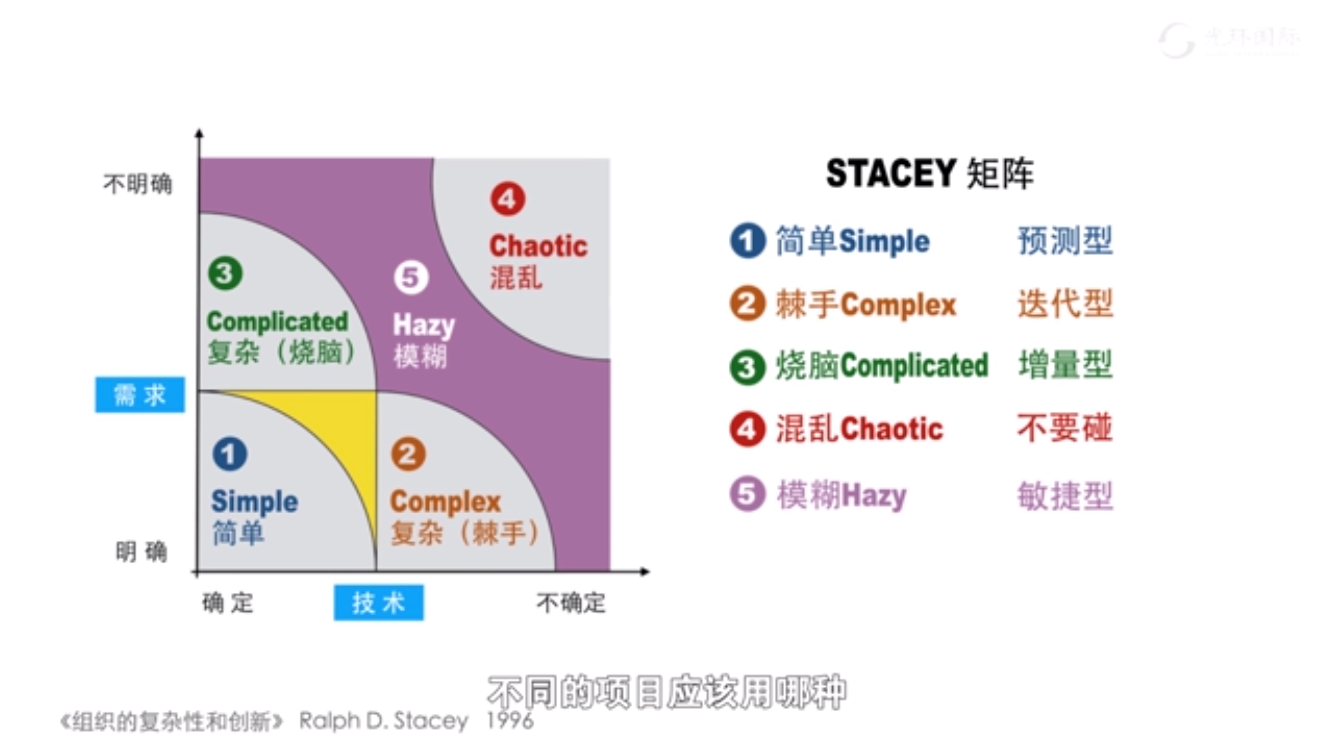 光环国际
STACEY 矩阵
不明确
4
Chaotic
混乱
3
Complicated
复杂（烧脑）
5
Hazy
模糊
需求
1
Simple
简单
2
Complex
复杂（棘手）
明确
确定
技术
不确定
1 简单Simple 预测型
2 棘手Complex 迭代型
3 烧脑Complicated 增量型
4 混乱Chaotic 不要碰
5 模糊Hazy 敏捷型
不同的项目应该用哪种
《组织的复杂性和创新》 Ralph D. Stacey 1996